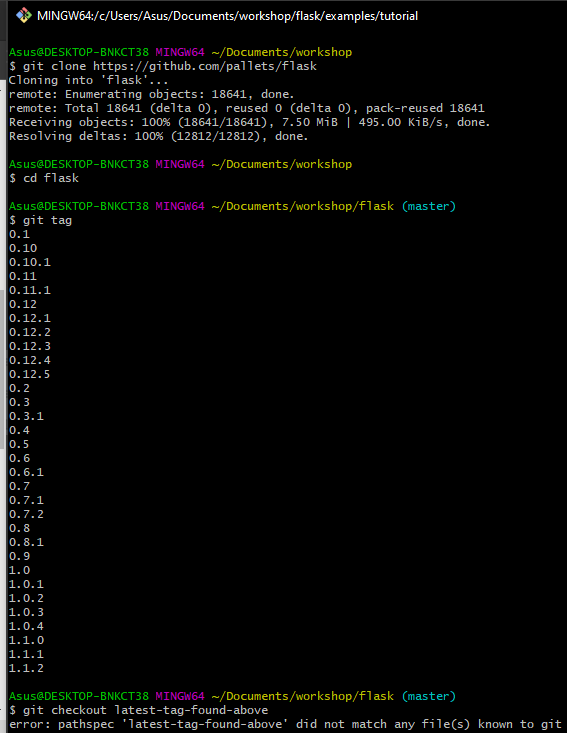 MINGW64:/c/Users/Asus/Documents/workshop/flask/examples/tutorial
Asus@DESKTOP-BNKCT38 MINGW64 ~/Documents/workshop
$ git clone https://github.com/pallets/flask
Cloning into 'flask'...
remote: Enumerating objects: 18641, done.
remote: Total 18641 (delta 0), reused 0 (delta 0), pack-reused 18641
Receiving objects: 100% (18641/18641), 7.50 MiB | 495.00 KiB/s, done.
Resolving deltas: 100% (12812/12812), done.
Asus@DESKTOP-BNKCT38 MINGW64 ~/Documents/workshop
$ cd flask
Asus@DESKTOP-BNKCT38 MINGW64 ~/Documents/workshop/flask (master)
$ git tag
0.1
0.10
0.10.1
0.11
0.11.1
0.12
0.12.1
0.12.2
0.12.3
0.12.4
0.12.5
0.2
0.3
0.3.1
0.4
0.5
0.6
0.6.1
0.7
0.7.1
0.7.2
0.8
0.8.1
0.9
1.0
1.0.1
1.0.2
1.0.3
1.0.4
1.1.0
1.1.1
1.1.2
Asus@DESKTOP-BNKCT38 MINGW64 ~/Documents/workshop/flask (master)
$ git checkout latest-tag-found-above
error: pathspec 'latest-tag-found-above' did not match any file(s) known to git